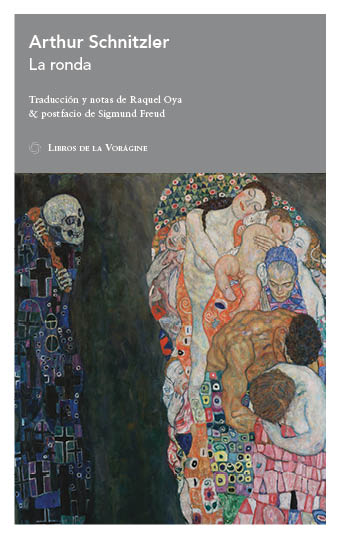 Arthur Schnitzler
La ronda
Traducción y notas de Raquel Oya
& postfacio de Sigmund Freud
Libros de la Vorágine